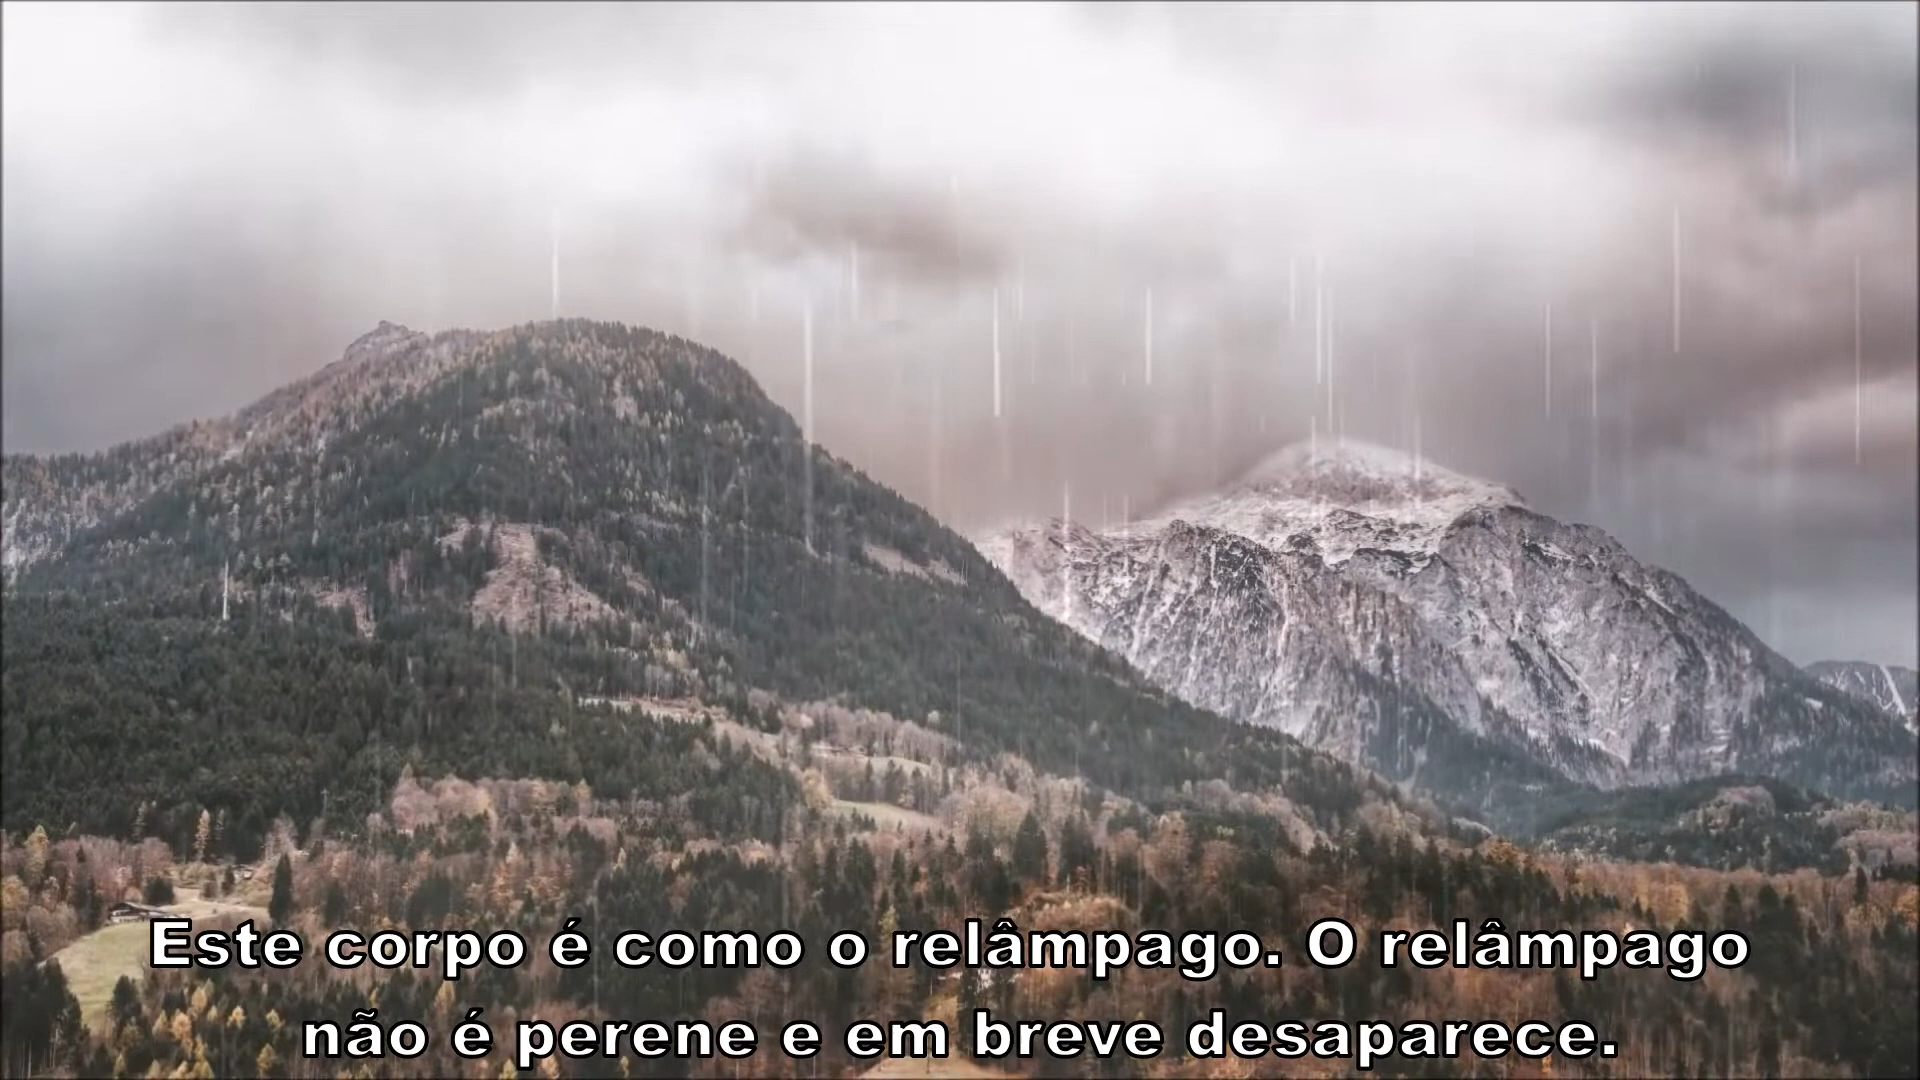 Este corpo é como o relâmpago. O relâmpago
não é perene e em breve desaparece.